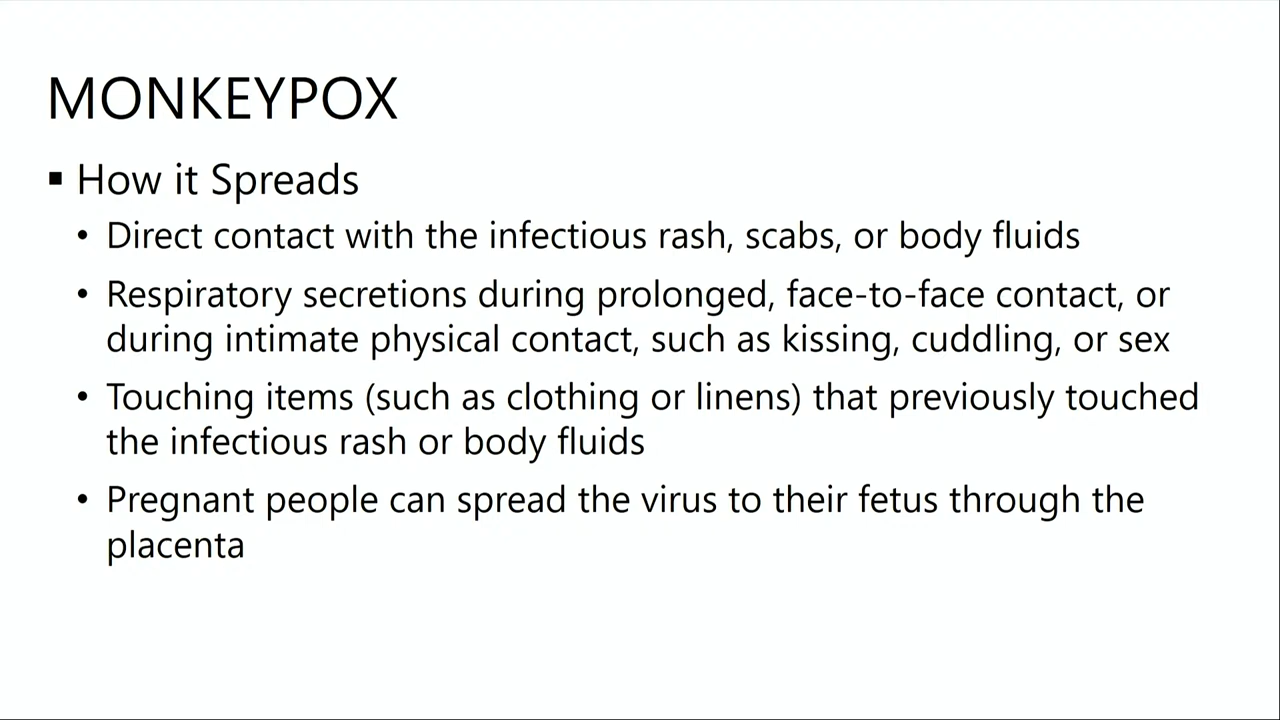 MONKEYPOX
▪ How it Spreads
• Direct contact with the infectious rash, scabs, or body fluids
• Respiratory secretions during prolonged, face-to-face contact, or
during intimate physical contact, such as kissing, cuddling, or sex
• Touching items (such as clothing or linens) that previously touched
the infectious rash or body fluids
• Pregnant people can spread the virus to their fetus through the
placenta